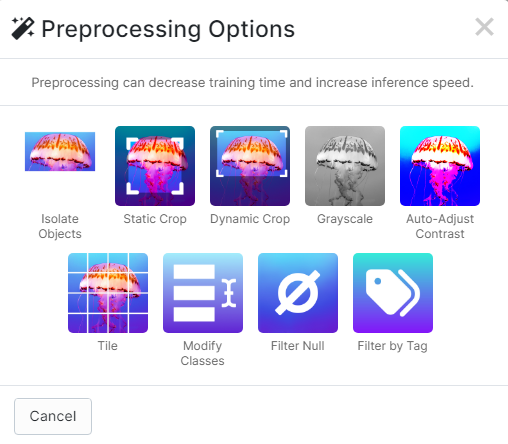 Preprocessing Options
Preprocessing can decrease training time and increase inference speed.
Isolate
Objects
Static Crop
Dynamic Crop
Grayscale
Auto-Adjust
Contrast
Tile
Modify
Classes
Filter Null
Filter by Tag
Cancel